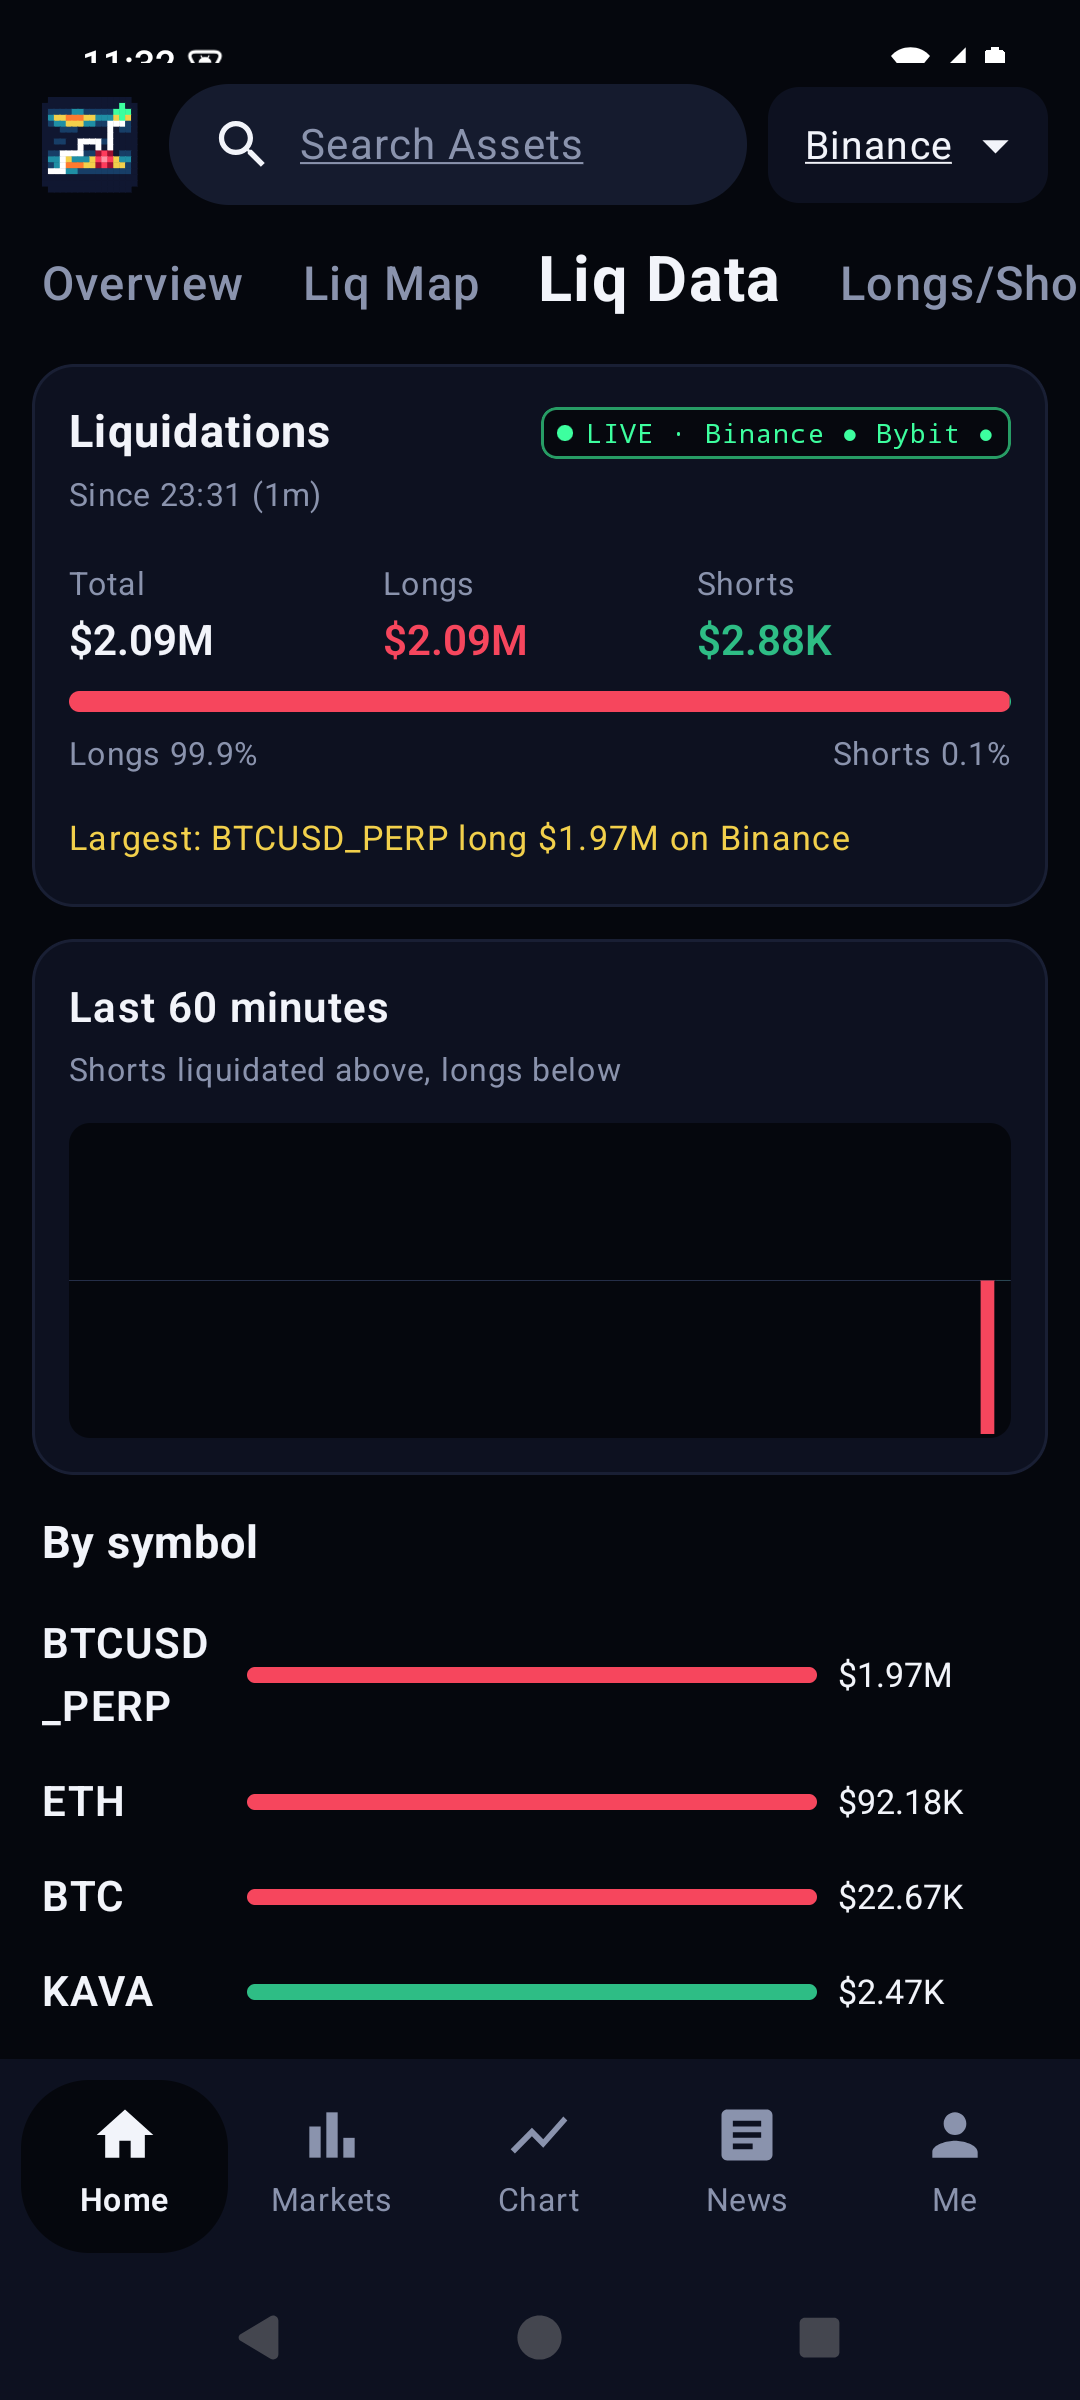 11:32
Search Assets
Binance
Overview Liq Map Liq Data Longs/Sho
Liquidations
LIVE · Binance ● Bybit ●
Since 23:31 (1m)
Total Longs Shorts
$2.09M $2.09M $2.88K
Longs 99.9% Shorts 0.1%
Largest: BTCUSD_PERP long $1.97M on Binance
Last 60 minutes
Shorts liquidated above, longs below
By symbol
BTCUSD
_PERP
$1.97M
ETH $92.18K
BTC $22.67K
KAVA $2.47K
Home Markets Chart News Me